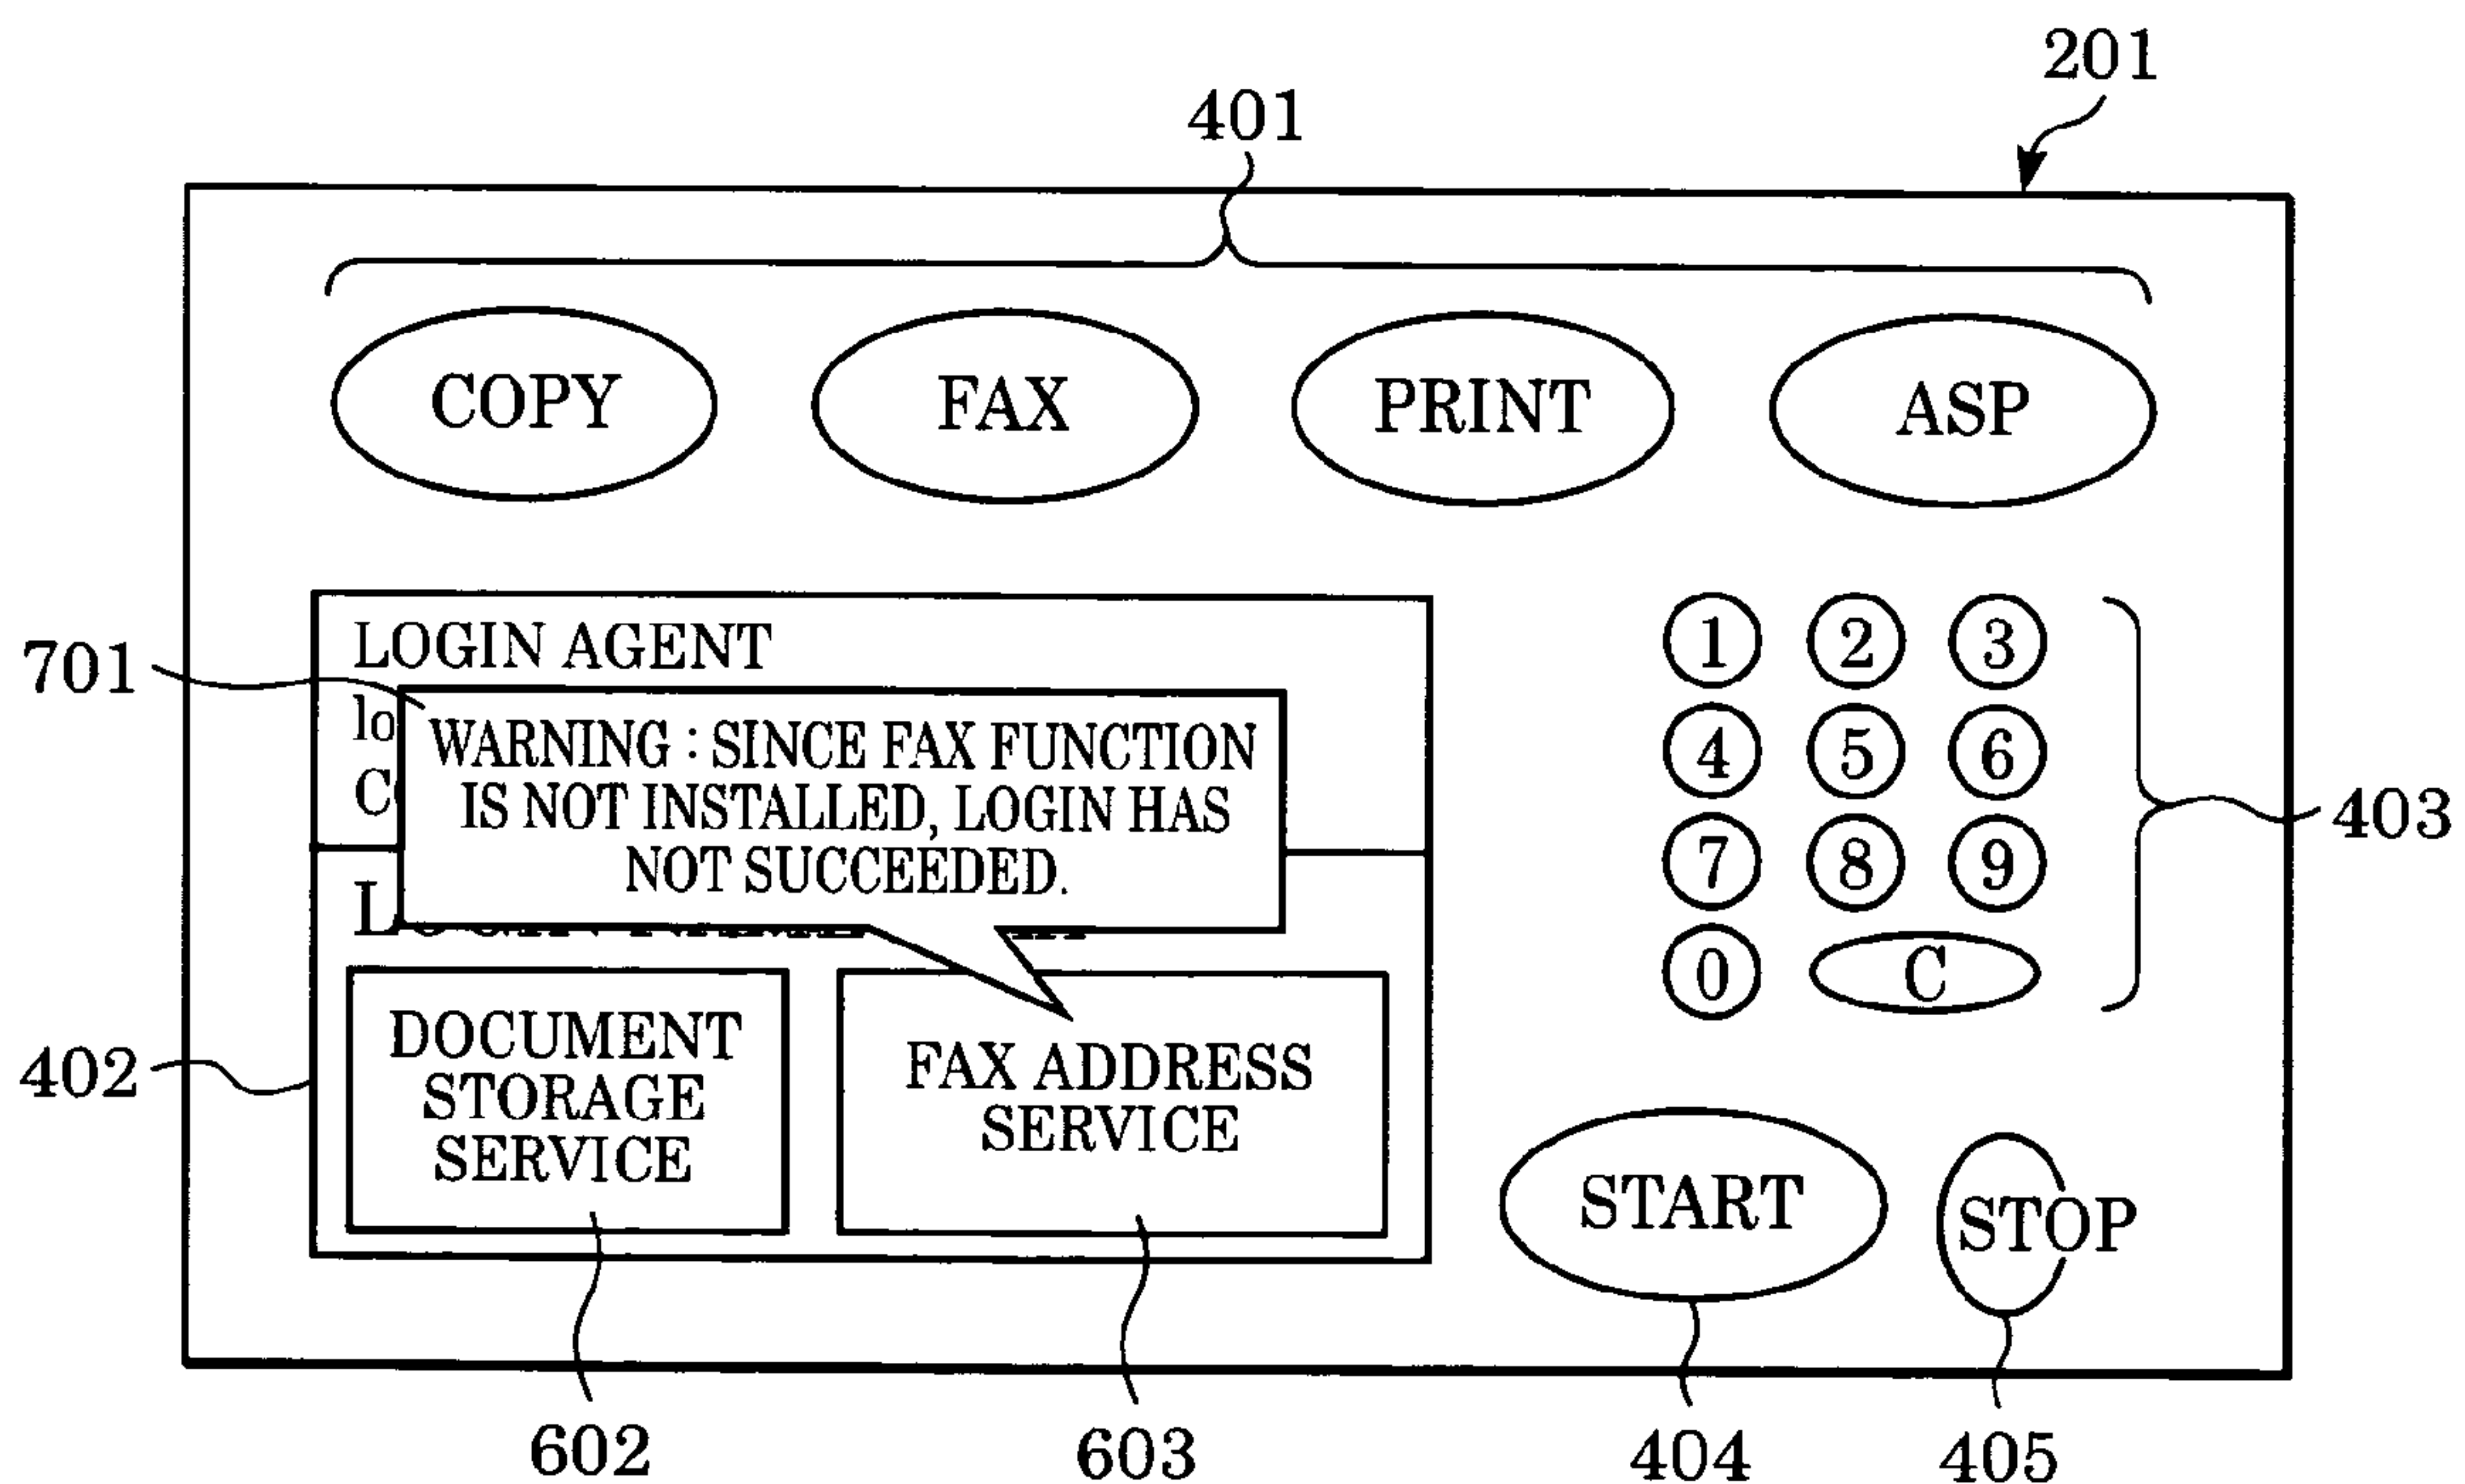 201
401
COPY FAX PRINT ASP
LOGIN AGENT
701
lo
WARNING : SINCE FAX FUNCTION
IS NOT INSTALLED, LOGIN HAS
NOT SUCCEEDED.
C
L
1 2 3
4 5 6
7 8 9
0 C
403
402
DOCUMENT
STORAGE
SERVICE
FAX ADDRESS
SERVICE
START
STOP
602
603
404
405